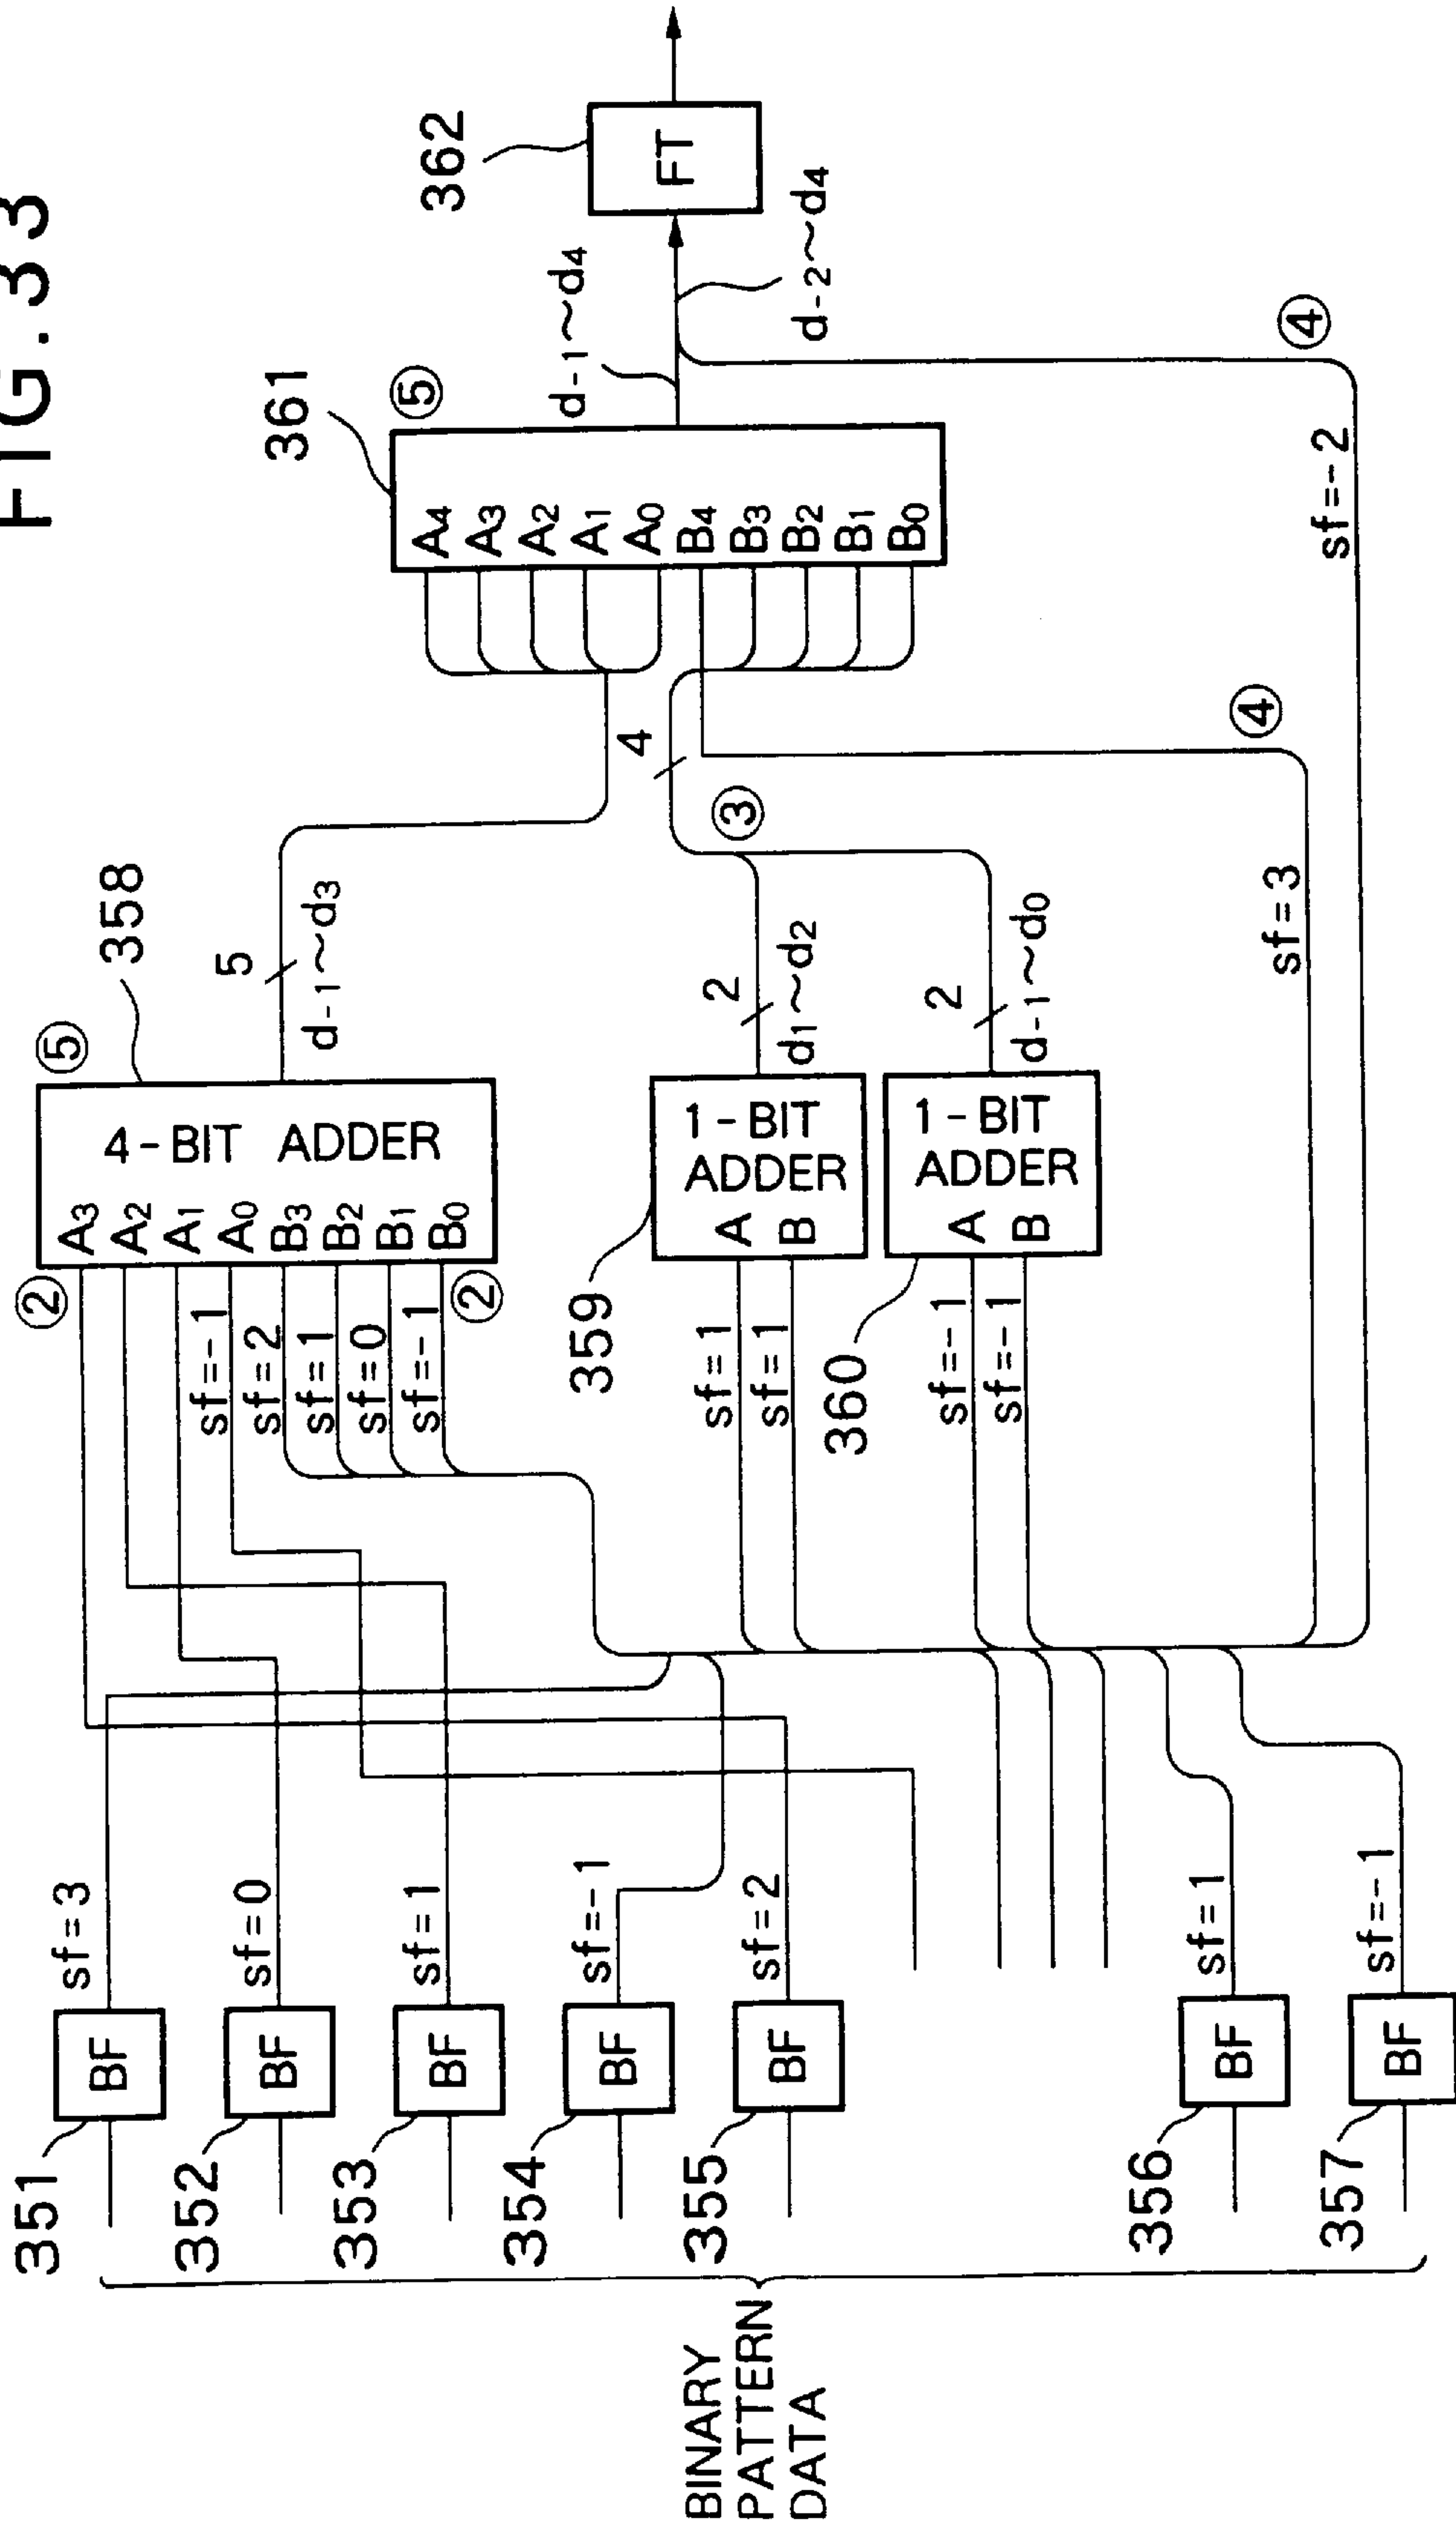 FIG.33
351
BF
sf=3
352
BF
sf=0
353
BF
sf=1
354
BF
sf=-1
355
BF
sf=2
356
BF
sf=1
357
BF
sf=-1
BINARY
PATTERN
DATA
②
⑤
358
4-BIT ADDER
A3
A2
A1
A0
B3
B2
B1
B0
②
sf=-1
sf=2
sf=1
sf=0
sf=-1
5
d-1~d3
359
1-BIT
ADDER
A
B
sf=1
sf=1
2
d1~d2
360
1-BIT
ADDER
A
B
sf=-1
sf=-1
2
d-1~d0
③
4
361
⑤
A4
A3
A2
A1
A0
B4
B3
B2
B1
B0
d-1~d4
d-2~d4
362
FT
sf=3
④
sf=-2
④